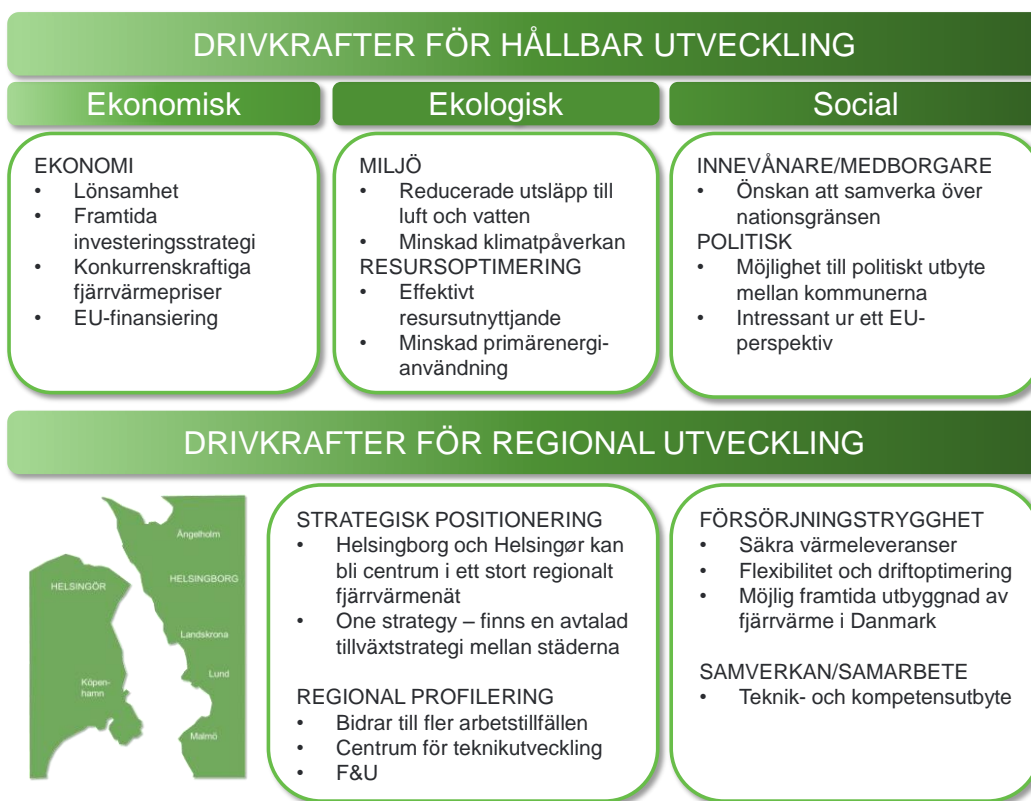 DRIVKRAFTER FÖR HÅLLBAR UTVECKLING
Ekonomisk
EKONOMI
• Lönsamhet
• Framtida
investeringsstrategi
• Konkurrenskraftiga
fjärrvärmepriser
• EU-finansiering
Ekologisk
MILJÖ
• Reducerade utsläpp till
luft och vatten
• Minskad klimatpåverkan
RESURSOPTIMERING
• Effektivt
resursutnyttjande
• Minskad primärenergi-
användning
Social
INNEVÅNARE/MEDBORGARE
• Önskan att samverka över
nationsgränsen
POLITISK
• Möjlighet till politiskt utbyte
mellan kommunerna
• Intressant ur ett EU-
perspektiv
DRIVKRAFTER FÖR REGIONAL UTVECKLING
Ängelholm
HELSINGÖR
HELSINGBORG
Landskrona
Lund
Köpen-
hamn
Malmö
STRATEGISK POSITIONERING
• Helsingborg och Helsingør kan
bli centrum i ett stort regionalt
fjärrvärmenät
• One strategy – finns en avtalad
tillväxtstrategi mellan städerna
REGIONAL PROFILERING
• Bidrar till fler arbetstillfällen
• Centrum för teknikutveckling
• F&U
FÖRSÖRJNINGSTRYGGHET
• Säkra värmeleveranser
• Flexibilitet och driftoptimering
• Möjlig framtida utbyggnad av
fjärrvärme i Danmark
SAMVERKAN/SAMARBETE
• Teknik- och kompetensutbyte